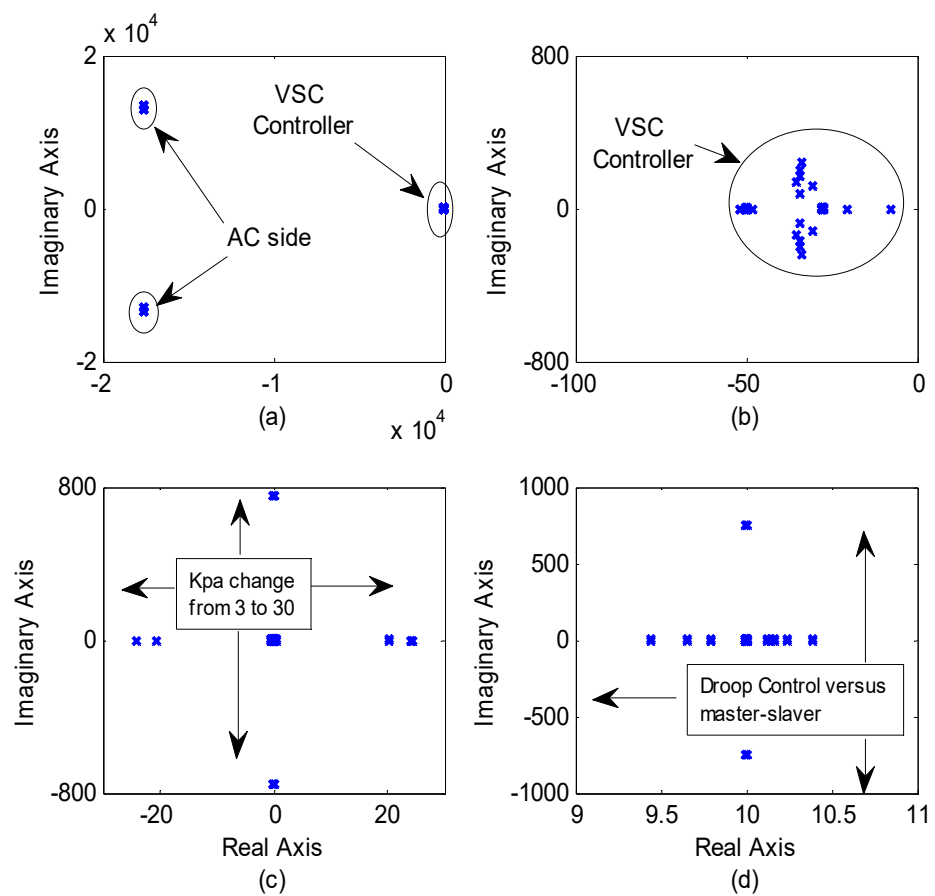 x 10^4
2
0
-2
Imaginary Axis
VSC
Controller
AC side
-2
-1
0
(a)
x 10^4
800
0
-800
Imaginary Axis
VSC
Controller
-100
-50
0
(b)
800
0
-800
Imaginary Axis
Kpa change
from 3 to 30
-20
0
20
Real Axis
(c)
1000
500
0
-500
-1000
Imaginary Axis
Droop Control versus
master-slaver
9
9.5
10
10.5
11
Real Axis
(d)